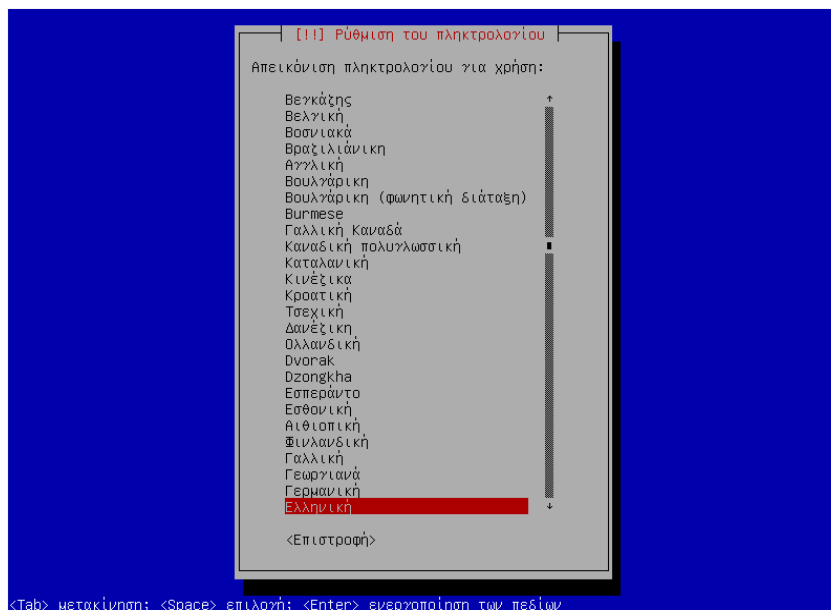 [!!] Ρύθμιση του πληκτρολογίου
Απεικόνιση πληκτρολογίου για χρήση:
Βεγκάζης
Βελγική
Βοσνιακά
Βραζιλιάνικη
Αγγλική
Βουλγάρικη
Βουλγάρικη (φωνητική διάταξη)
Burmese
Γαλλική Καναδά
Καναδική πολυγλωσσική
Καταλανική
Κινέζικα
Κροατική
Τσεχική
Δανέζικη
Ολλανδική
Dvorak
Dzongkha
Εσπεράντο
Εσθονική
Αιθιοπική
Φινλανδική
Γαλλική
Γεωργιανά
Γερμανική
Ελληνική
<Επιστροφή>
<Tab> μετακίνηση; <Space> επιλογή; <Enter> ενεργοποίηση των πεδίων